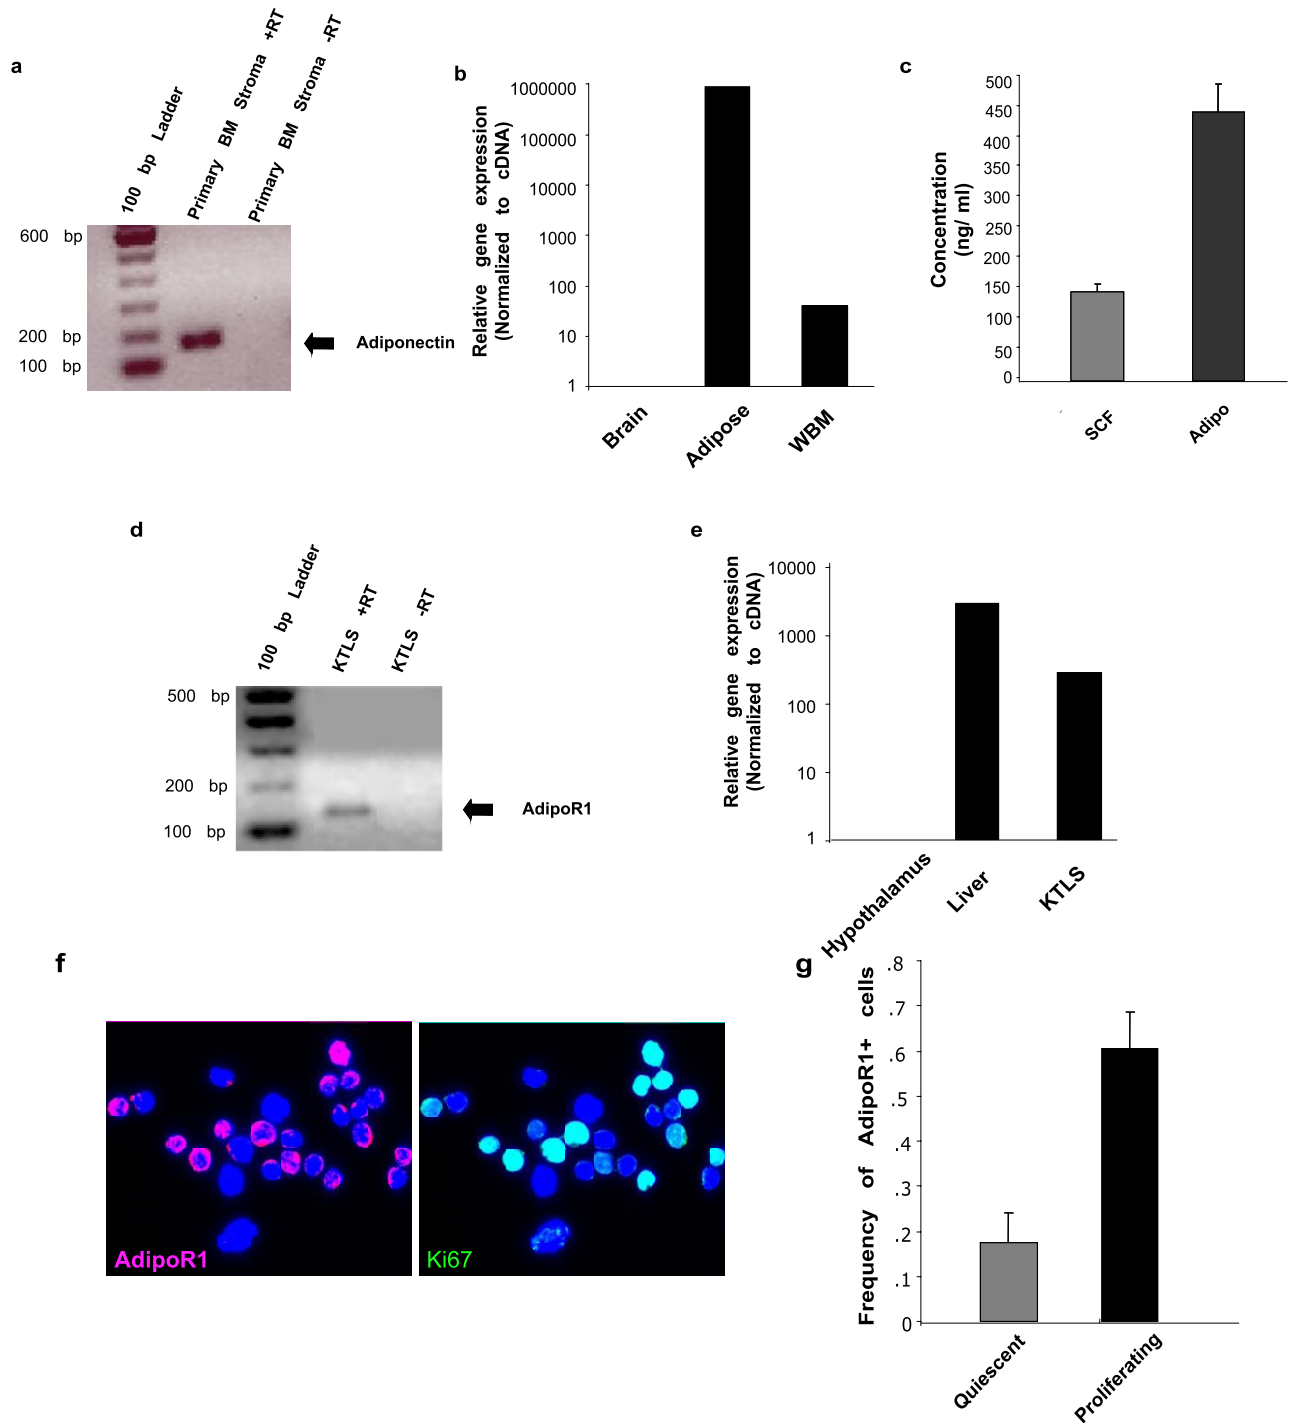 a
100 bp Ladder
Primary BM Stroma +RT
Primary BM Stroma -RT
600 bp
200 bp
100 bp
Adiponectin
b
Relative gene expression
(Normalized to cDNA)
1000000
100000
10000
1000
100
10
1
Brain
Adipose
WBM
c
Concentration
(ng/ ml)
500
450
400
350
300
250
200
150
100
50
0
SCF
Adipo
d
100 bp Ladder
KTLS +RT
KTLS -RT
500 bp
200 bp
100 bp
AdipoR1
e
Relative gene expression
(Normalized to cDNA)
10000
1000
100
10
1
Hypothalamus
Liver
KTLS
f
AdipoR1
Ki67
g
Frequency of AdipoR1+ cells
.8
.7
.6
.5
.4
.3
.2
.1
0
Quiescent
Proliferating